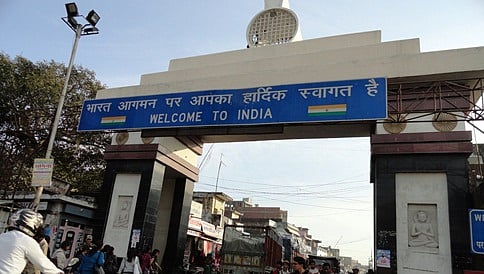 भारत आगमन पर आपका हार्दिक स्वागत है
WELCOME TO INDIA
W